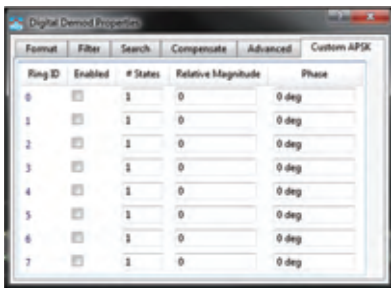 Digital Demod Properties
Format Filter Search Compensate Advanced Custom APSK
Ring ID Enabled # States Relative Magnitude Phase
0 1 0 0 deg
1 1 0 0 deg
2 1 0 0 deg
3 1 0 0 deg
4 1 0 0 deg
5 1 0 0 deg
6 1 0 0 deg
7 1 0 0 deg